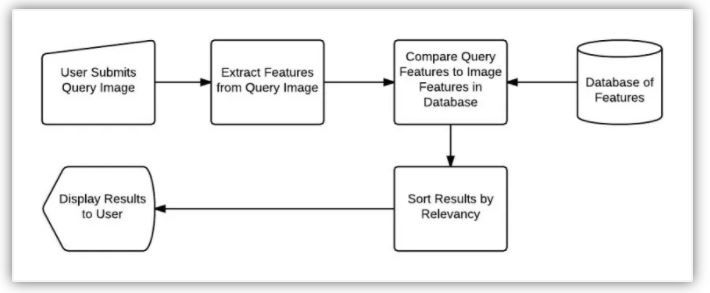 User Submits
Query Image
Extract Features
from Query Image
Compare Query
Features to Image
Features in
Database
Database of
Features
Display Results
to User
Sort Results by
Relevancy